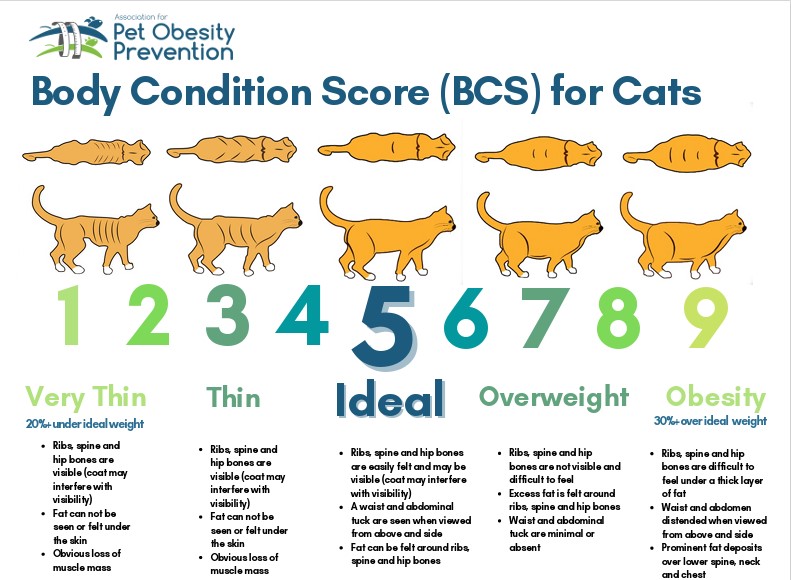 Association for
Pet Obesity
Prevention
Body Condition Score (BCS) for Cats
1 2 3 4 5 6 7 8 9
Very Thin
20%+under ideal weight
• Ribs, spine and
hip bones are
visible (coat may
interfere with
visibility)
• Fat can not be
seen or felt under
the skin
• Obvious loss of
muscle mass
Thin
• Ribs, spine and
hip bones are
visible (coat may
interfere with
visibility)
• Fat can not be
seen or felt under
the skin
• Obvious loss of
muscle mass
Ideal
• Ribs, spine and hip bones
are easily felt and may be
visible (coat may interfere
with visibility)
• A waist and abdominal
tuck are seen when viewed
from above and side
• Fat can be felt around ribs,
spine and hip bones
Overweight
• Ribs, spine and hip
bones are not visible and
difficult to feel
• Excess fat is felt around
ribs, spine and hip bones
• Waist and abdominal
tuck are minimal or
absent
Obesity
30%+over ideal weight
• Ribs, spine and hip
bones are difficult to
feel under a thick layer
of fat
• Waist and abdomen
distended when viewed
from above and side
• Prominent fat deposits
over lower spine, neck
and chest